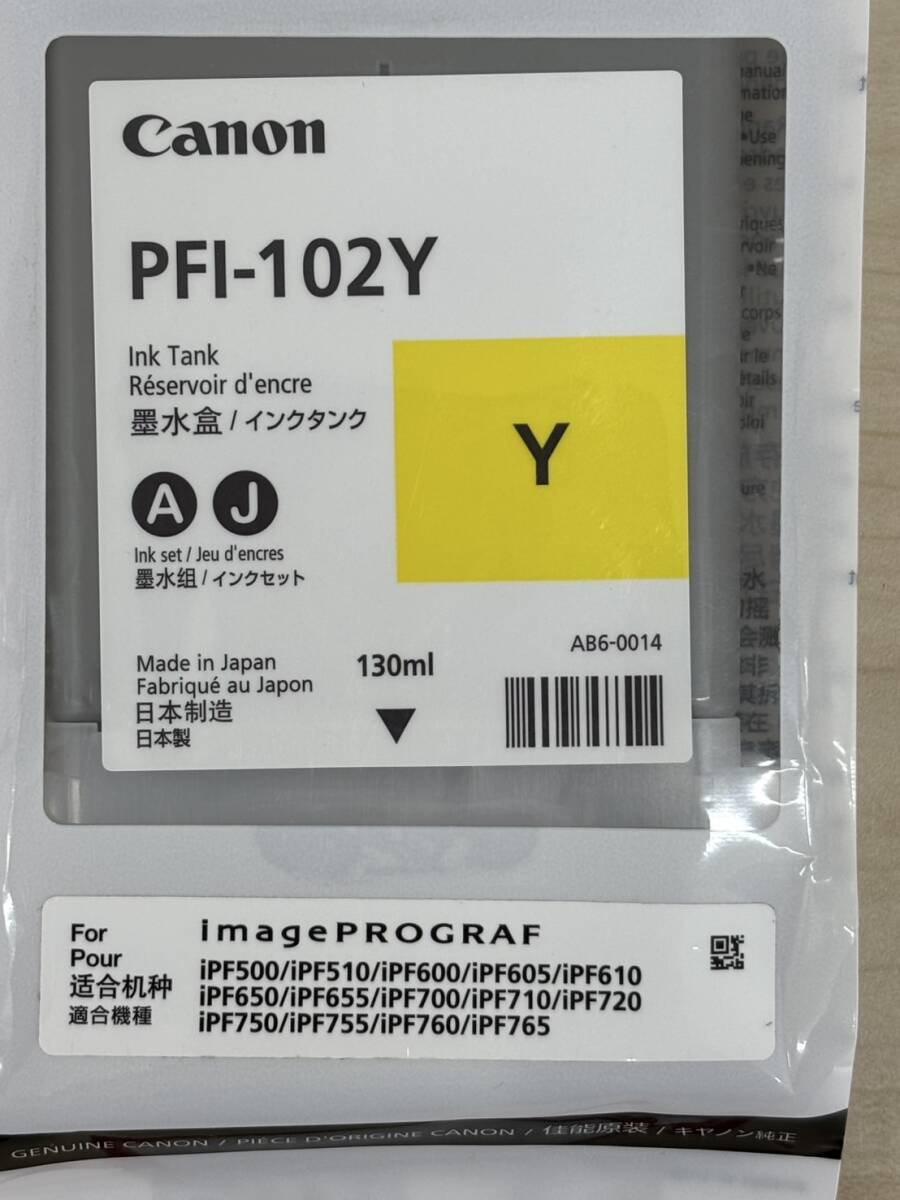 Canon
PFI-102Y
Ink Tank
Réservoir d'encre
墨水盒 / インクタンク
Y
A J
Ink set / Jeu d'encres
墨水组 / インクセット
AB6-0014
Made in Japan
Fabriqué au Japon
日本制造
日本製
130ml
For
Pour
适合机种
適合機種
imagePROGRAF
iPF500/iPF510/iPF600/iPF605/iPF610
iPF650/iPF655/iPF700/iPF710/iPF720
iPF750/iPF755/iPF760/iPF765
GENUINE CANON / PIÈCE D'ORIGINE CANON / 佳能原装 / キヤノン純正